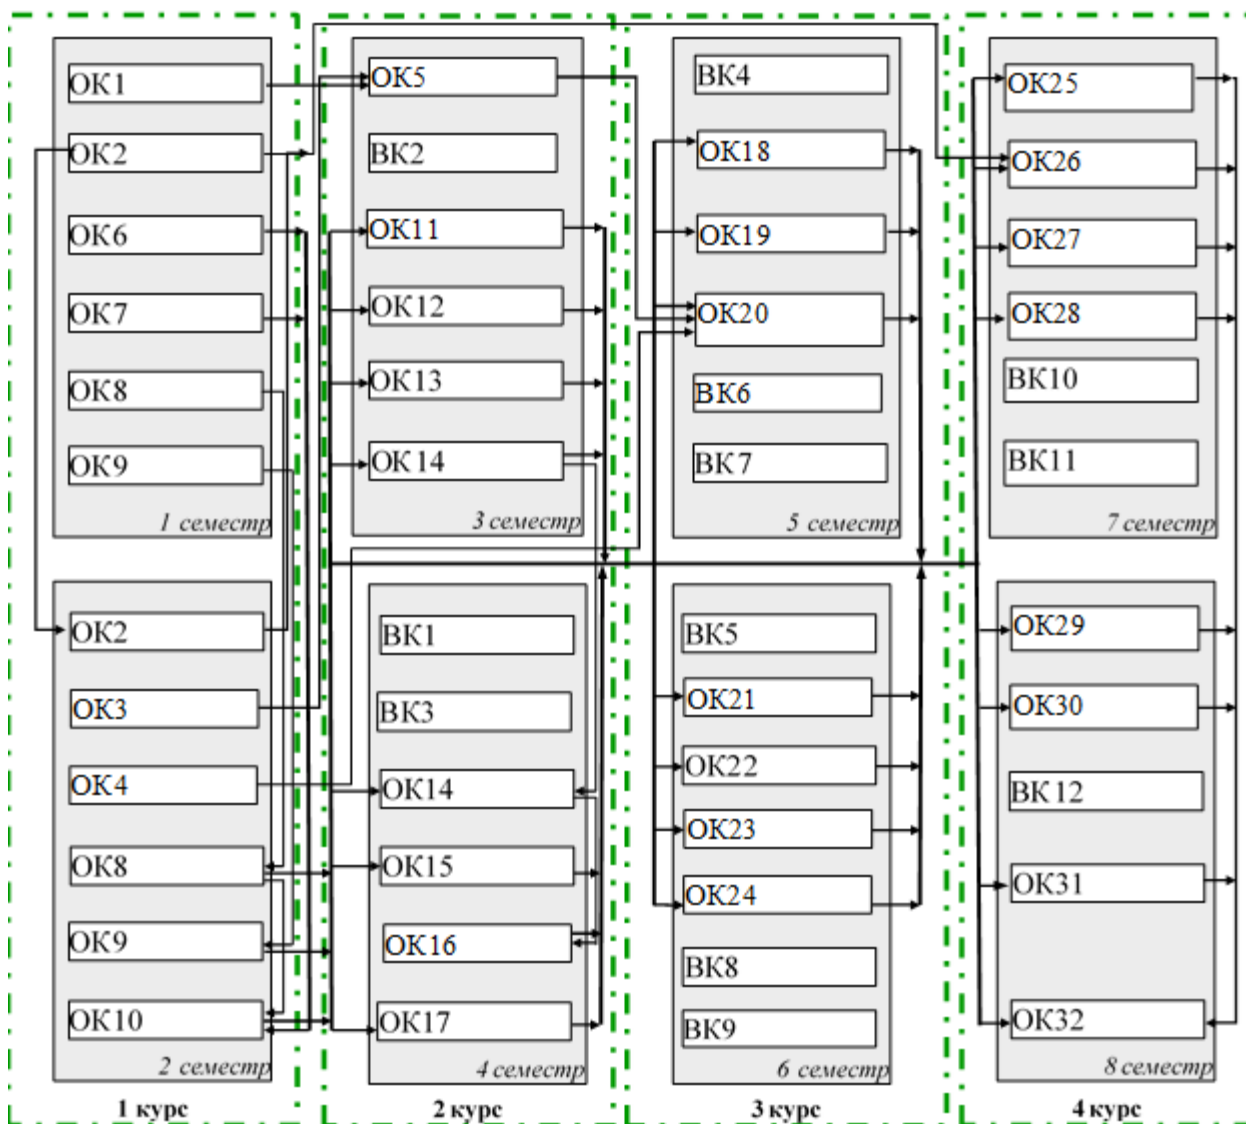 ОК1
ОК2
ОК6
ОК7
ОК8
ОК9
1 семестр
ОК2
ОК3
ОК4
ОК8
ОК9
ОК10
2 семестр
1 курс
ОК5
ВК2
ОК11
ОК12
ОК13
ОК14
3 семестр
ВК1
ВК3
ОК14
ОК15
ОК16
ОК17
4 семестр
2 курс
ВК4
ОК18
ОК19
ОК20
ВК6
ВК7
5 семестр
ВК5
ОК21
ОК22
ОК23
ОК24
ВК8
ВК9
6 семестр
3 курс
ОК25
ОК26
ОК27
ОК28
ВК10
ВК11
7 семестр
ОК29
ОК30
ВК12
ОК31
ОК32
8 семестр
4 курс